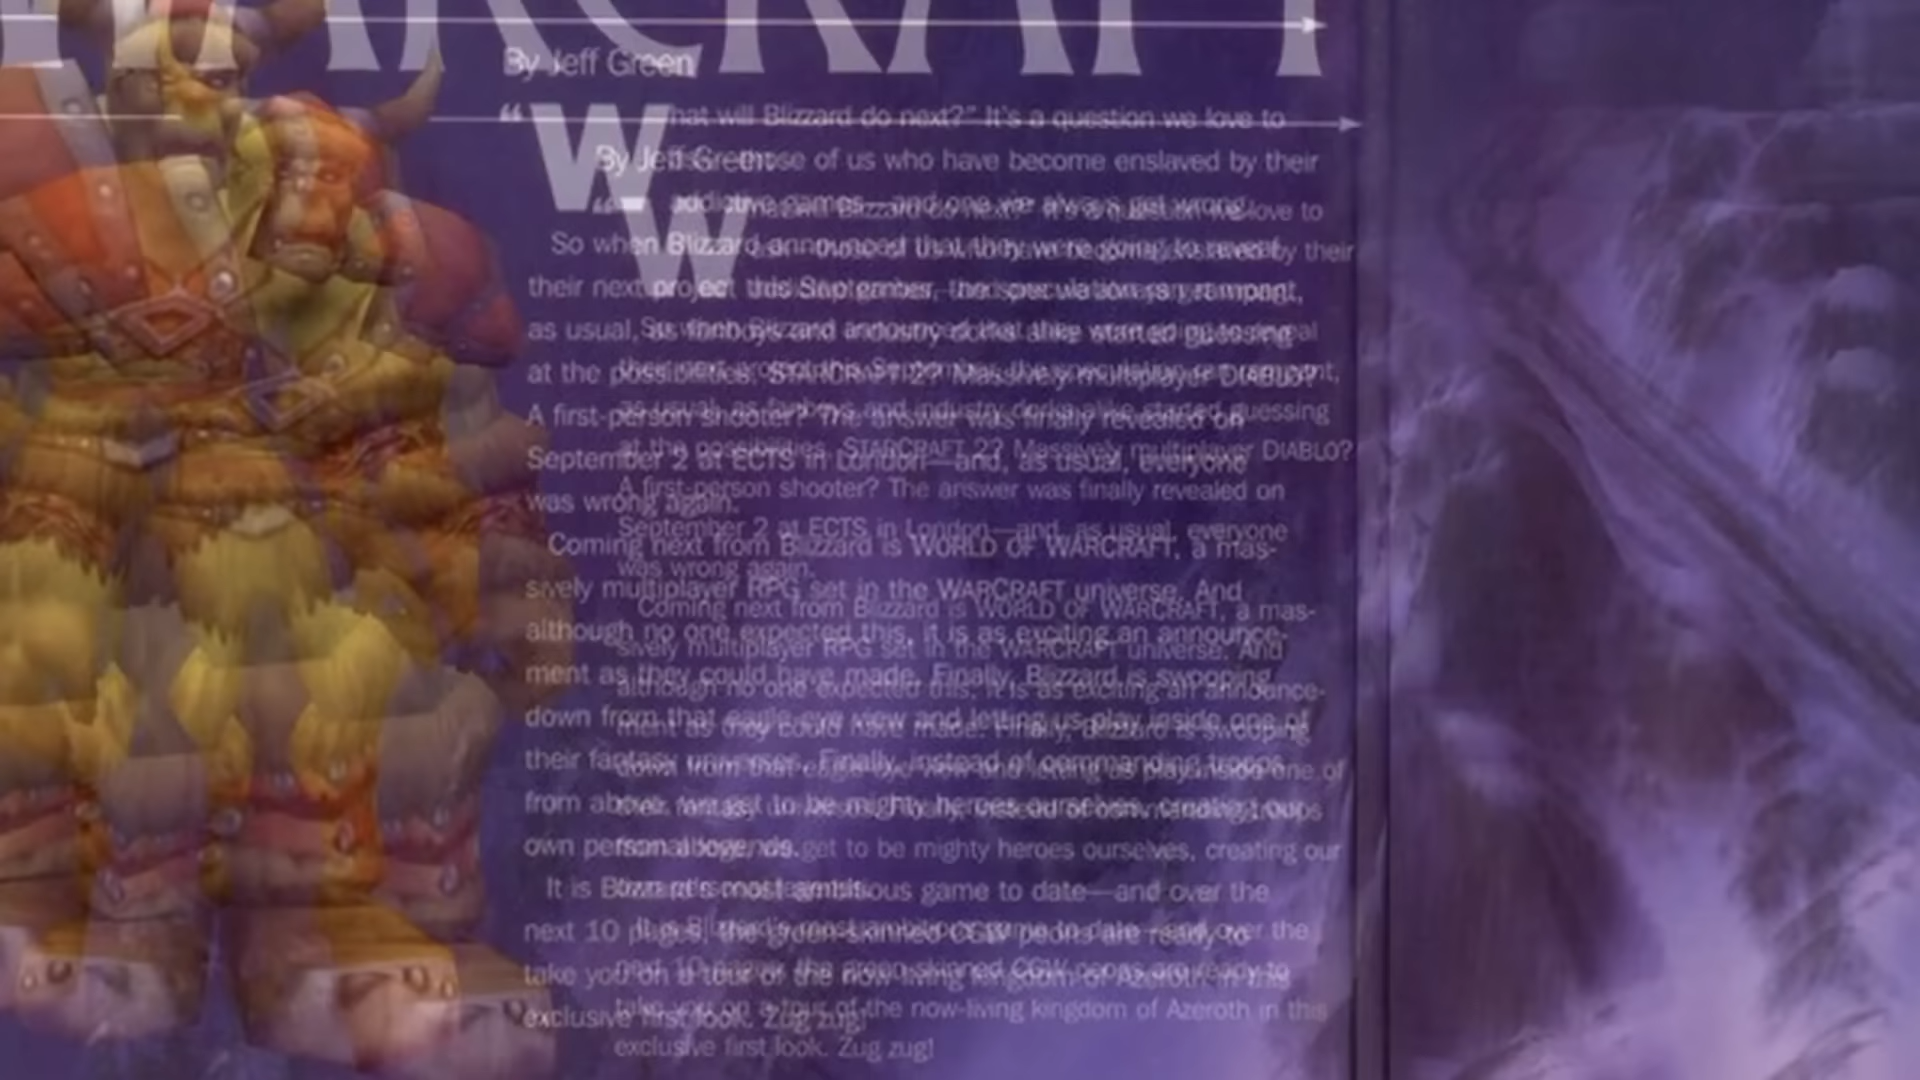 WARCRAFT
By Jeff Green
“What will Blizzard do next?” It's a question we love to
ask—those of us who have become enslaved by their
addictive games—and one we always get wrong.
So when Blizzard announced that they were going to reveal
their next project this September, the speculation ran rampant,
as usual, as fanboys and industry dorks alike started guessing
at the possibilities. STARCRAFT 2? Massively multiplayer DIABLO?
A first-person shooter? The answer was finally revealed on
September 2 at ECTS in London—and, as usual, everyone
was wrong again.
Coming next from Blizzard is WORLD OF WARCRAFT, a mas-
sively multiplayer RPG set in the WARCRAFT universe. And
although no one expected this, it is as exciting an announce-
ment as they could have made. Finally, Blizzard is swooping
down from that eagle-eye view and letting us play inside one of
their fantasy universes. Finally, instead of commanding troops
from above, we get to be mighty heroes ourselves, creating our
own personal legends.
It is Blizzard's most ambitious game to date—and over the
next 10 pages, the green-skinned CGW peons are ready to
take you on a tour of the now-living kingdom of Azeroth in this
exclusive first look. Zug zug!